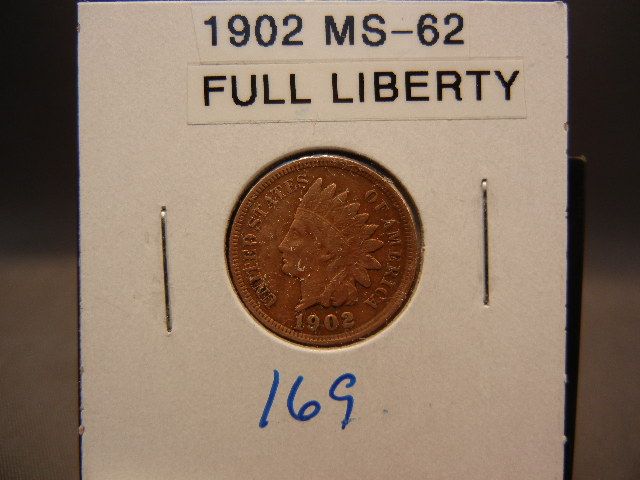 1902 MS-62
FULL LIBERTY
UNITED STATES OF AMERICA
1902
169